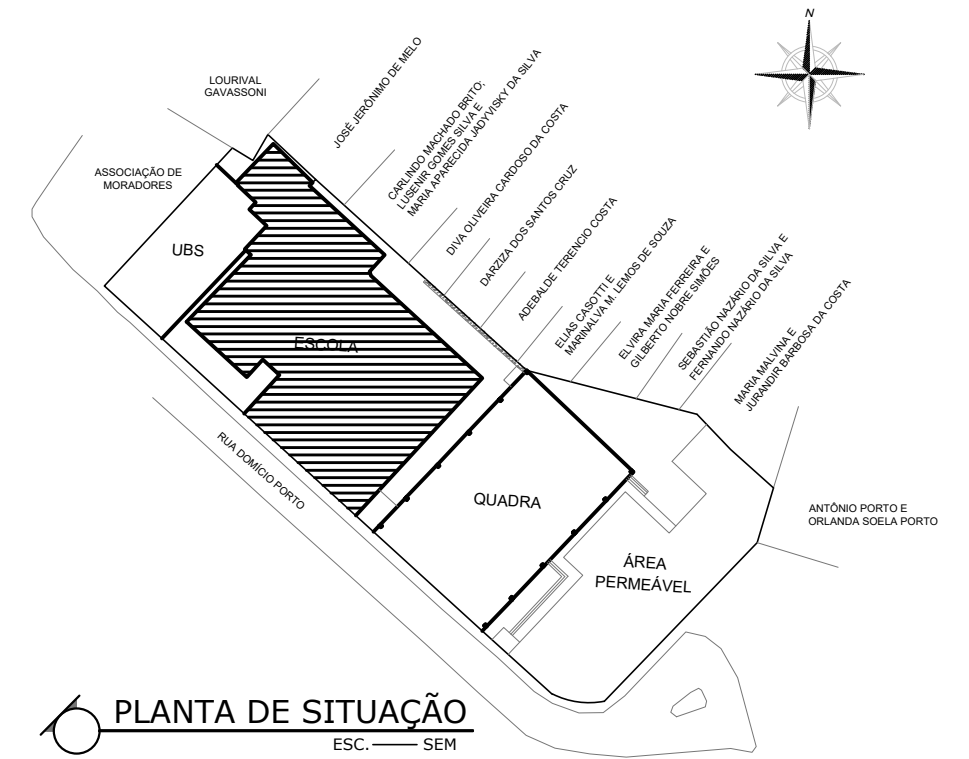 N
LOURIVAL
GAVASSONI
JOSÉ JERÔNIMO DE MELO
CARLINDO MACHADO BRITO;
LUSENIR GOMES SILVA E
MARIA APARECIDA JADYVISKY DA SILVA
ASSOCIAÇÃO DE
MORADORES
DIVA OLIVEIRA CARDOSO DA COSTA
DARZIZA DOS SANTOS CRUZ
ADEBALDE TERENCIO COSTA
ELIAS CASOTTI E
MARINALVA M. LEMOS DE SOUZA
ELVIRA MARIA FERREIRA E
GILBERTO NOBRE SIMÕES
SEBASTIÃO NAZÁRIO DA SILVA E
FERNANDO NAZÁRIO DA SILVA
MARIA MALVINA E
JURANDIR BARBOSA DA COSTA
UBS
ESCOLA
RUA DOMÍCIO PORTO
QUADRA
ANTÔNIO PORTO E
ORLANDA SOELA PORTO
ÁREA
PERMEÁVEL
PLANTA DE SITUAÇÃO
ESC. —— SEM